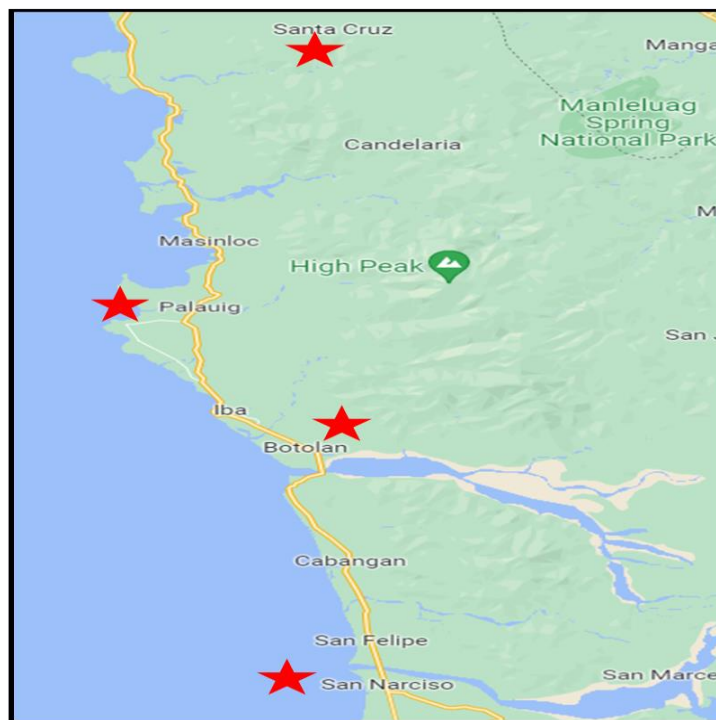 Santa Cruz
Manga
Manleluag
Spring
National Park
Candelaria
M
Masinloc
High Peak
Palauig
San J
Iba
Botolan
Cabangan
San Felipe
San Marce
San Narciso